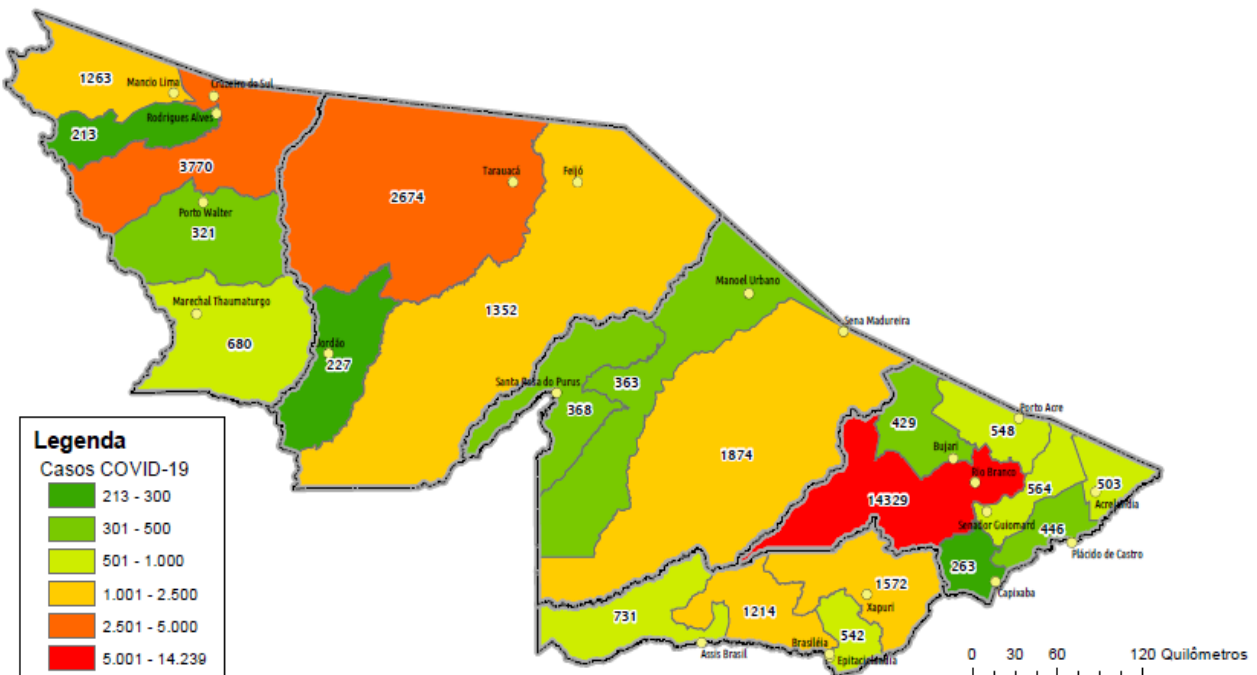 1263
Mancio Lima
Cruzeiro do Sul
213
Rodrigues Alves
3770
2674
Tarauacá
Feijó
Porto Walter
321
Manoel Urbano
Marechal Thaumaturgo
1352
Sena Madureira
680
Jordão
227
Santa Rosa do Purus
363
368
Porto Acre
429
548
Bujari
1874
Rio Branco
564
503
14329
Acrelândia
Senador Guiomard
446
Plácido de Castro
263
Capixaba
1572
Xapuri
731
1214
542
Brasiléia
Assis Brasil
Epitaciolândia
Legenda
Casos COVID-19
213 - 300
301 - 500
501 - 1.000
1.001 - 2.500
2.501 - 5.000
5.001 - 14.239
0 30 60 120 Quilômetros